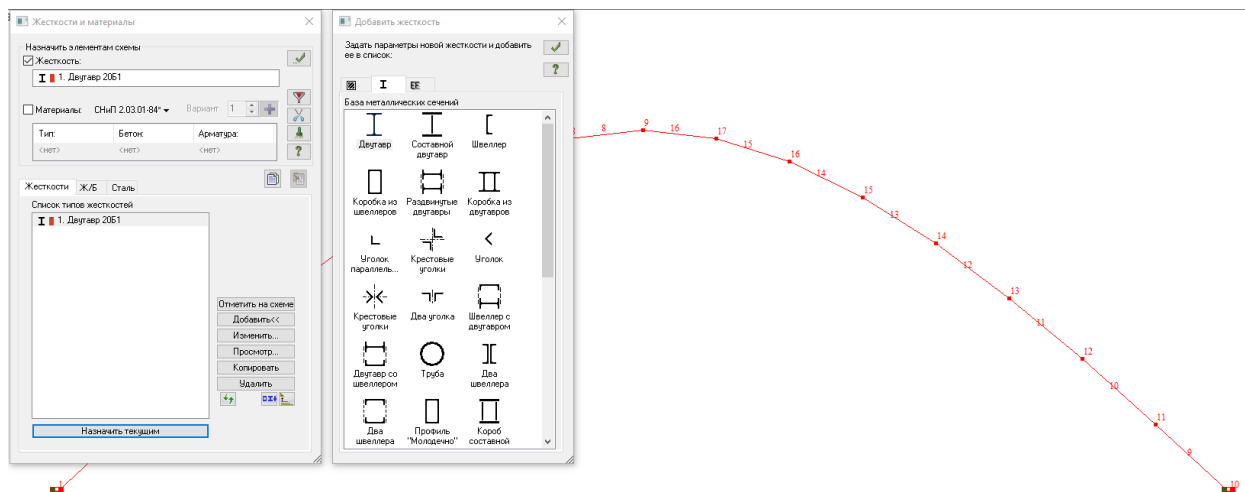 Жесткости и материалы
Назначить элементам схемы
Жесткость:
1. Двутавр 20Б1
Материалы:
СНиП 2.03.01-84*
Вариант
1
Тип:
Бетон:
Арматура:
<нет>
<нет>
<нет>
Жесткости
Ж/Б
Сталь
Список типов жесткостей
1. Двутавр 20Б1
Отметить на схеме
Добавить<<
Изменить...
Просмотр...
Копировать
Удалить
Назначить текущим
Добавить жесткость
Задать параметры новой жесткости и добавить
ее в список:
База металлических сечений
Двутавр
Составной
двутавр
Швеллер
Коробка из
швеллеров
Раздвинутые
двутавры
Коробка из
двутавров
Уголок
параллель...
Крестовые
уголки
Уголок
Крестовые
уголки
Два уголка
Швеллер с
двутавром
Двутавр со
швеллером
Труба
Два
швеллера
Два
швеллера
Профиль
"Молодечно"
Короб
составной
1
8
9
16
17
15
16
14
15
13
14
12
13
11
12
10
11
9
10